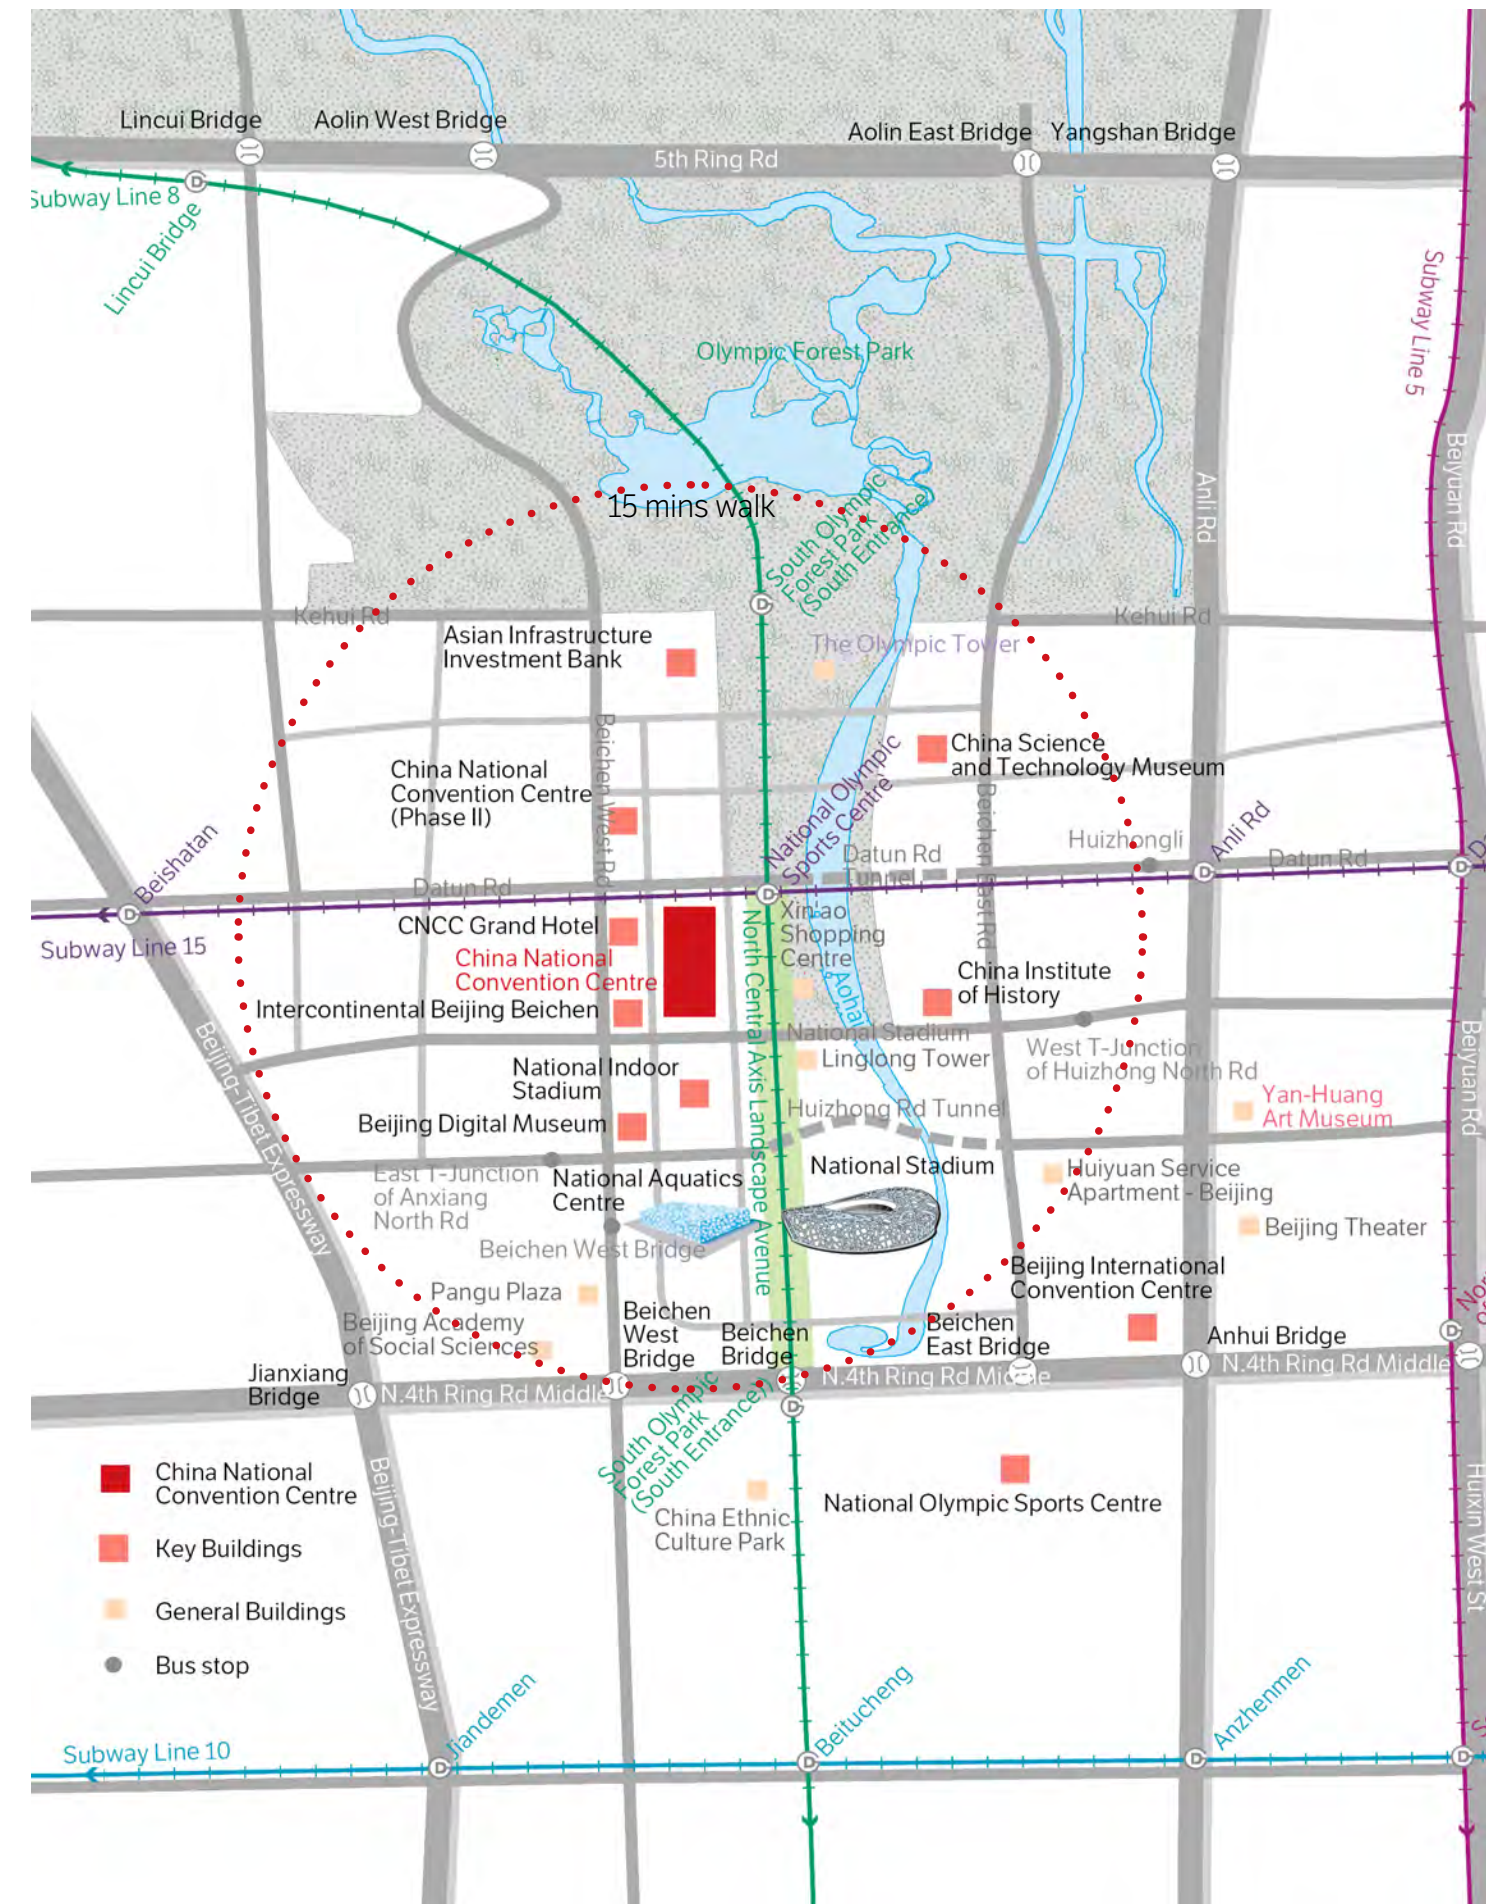 Lincui Bridge
Aolin West Bridge
Aolin East Bridge
Yangshan Bridge
5th Ring Rd
Subway Line 8
Lincui Bridge
Subway Line 5
Olympic Forest Park
Beiyuan Rd
Anli Rd
15 mins walk
South Olympic
Forest Park
(South Entrance)
Kehui Rd
Kehui Rd
Asian Infrastructure
Investment Bank
The Olympic Tower
Beichen West Rd
China Science
and Technology Museum
China National
Convention Centre
(Phase II)
National Olympic
Sports Centre
Beichen East Rd
Beishatan
Huizhongli
Anli Rd
Datun Rd
Tunnel
Datun Rd
Datun Rd
Subway Line 15
CNCC Grand Hotel
China National
Convention Centre
Intercontinental Beijing Beichen
Xin'ao
Shopping
Centre
North Central Axis Landscape Avenue
Aohai
China Institute
of History
National Stadium
Linglong Tower
West T-Junction
of Huizhong North Rd
Beiyuan Rd
Beijing-Tibet Expressway
National Indoor
Stadium
Beijing Digital Museum
Huizhong Rd Tunnel
Yan-Huang
Art Museum
East T-Junction
of Anxiang
North Rd
National Aquatics
Centre
National Stadium
Huiyuan Service
Apartment - Beijing
Beijing Theater
Beichen West Bridge
Beijing International
Convention Centre
Pangu Plaza
Beijing Academy
of Social Sciences
Beichen
West
Bridge
Beichen
Bridge
Beichen
East Bridge
Anhui Bridge
Jianxiang
Bridge
N.4th Ring Rd Middle
N.4th Ring Rd Middle
N.4th Ring Rd Middle
South Olympic
Forest Park
(South Entrance))
China Ethnic
Culture Park
National Olympic Sports Centre
Huixin West St
Beijing-Tibet Expressway
China National
Convention Centre
Key Buildings
General Buildings
Bus stop
Subway Line 10
Jiandemen
Beitucheng
Anzhenmen